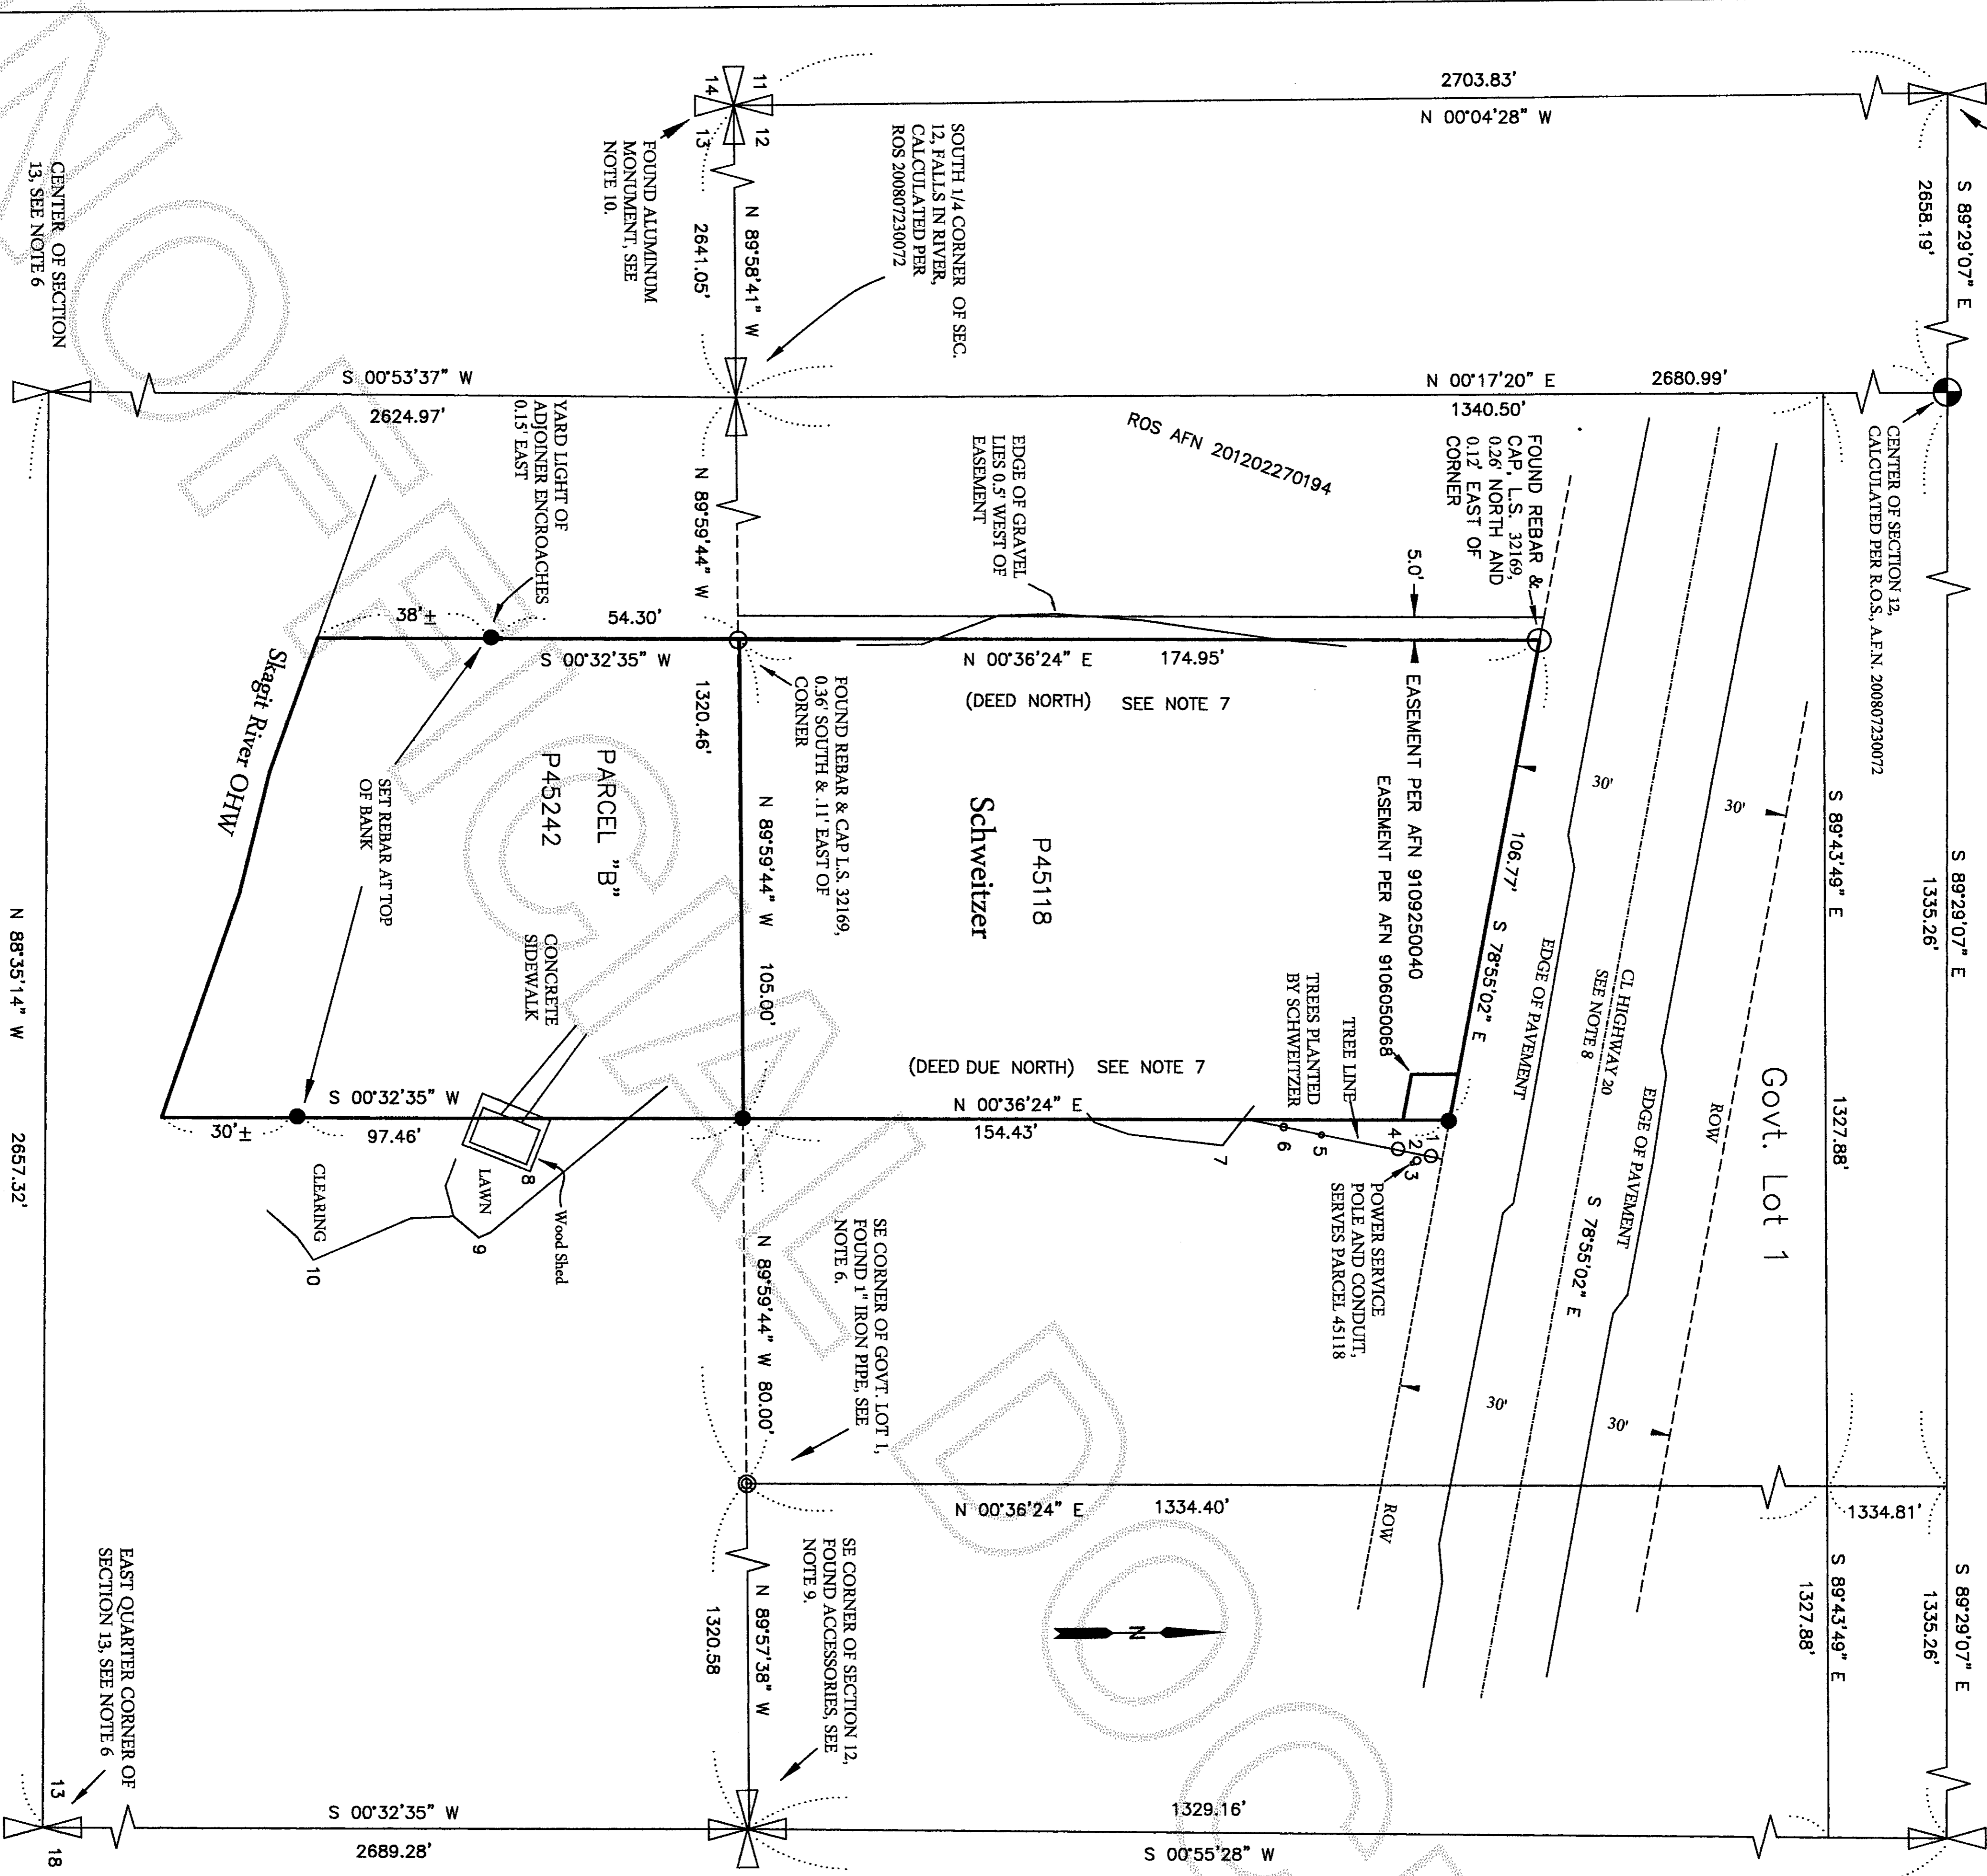 2703.83'
N 00°04'28" W
S 89°29'07" E
2658.19'
11
14
12
13
FOUND ALUMINUM
MONUMENT, SEE
NOTE 10.
N 89°58'41" W
2641.05'
SOUTH 1/4 CORNER OF SEC.
12, FALLS IN RIVER,
CALCULATED PER
ROS 200807230072
CENTER OF SECTION
13, SEE NOTE 6
S 00°53'37" W
2624.97'
N 00°17'20" E
2680.99'
1340.50'
CENTER OF SECTION 12,
CALCULATED PER R.O.S., A.F.N. 200807230072
ROS AFN 201202270194
FOUND REBAR &
CAP, L.S. 32169,
0.26' NORTH AND
0.12' EAST OF
CORNER
EDGE OF GRAVEL
LIES 0.5' WEST OF
EASEMENT
YARD LIGHT OF
ADJOINER ENCROACHES
0.15' EAST
N 89°59'44" W
1320.46'
5.0'
38'±
54.30'
S 00°32'35" W
N 00°36'24" E
174.95'
(DEED NORTH) SEE NOTE 7
EASEMENT PER AFN 9109250040
EASEMENT PER AFN 9106050068
FOUND REBAR & CAP L.S. 32169,
0.36' SOUTH & .11' EAST OF
CORNER
Skagit River OHW
SET REBAR AT TOP
OF BANK
PARCEL "B"
P45242
P45118
Schweitzer
N 89°59'44" W 105.00'
CONCRETE
SIDEWALK
106.77' S 78°55'02" E
30'
30'
S 89°43'49" E
1327.88'
S 89°29'07" E
1335.26'
EDGE OF PAVEMENT
CL HIGHWAY 20
SEE NOTE 8
EDGE OF PAVEMENT
S 78°55'02" E
ROW
Govt. Lot 1
TREES PLANTED
BY SCHWEITZER
TREE LINE
(DEED DUE NORTH) SEE NOTE 7
N 00°36'24" E
154.43'
S 00°32'35" W
97.46'
30'±
1
2
3
4
5
6
7
8
9
10
LAWN
CLEARING
Wood Shed
POWER SERVICE
POLE AND CONDUIT,
SERVES PARCEL 45118
N 88°35'14" W
2657.32'
SE CORNER OF GOVT. LOT 1,
FOUND 1" IRON PIPE, SEE
NOTE 6.
N 89°59'44" W 80.00'
30'
30'
ROW
N 00°36'24" E
1334.40'
1334.81'
SE CORNER OF SECTION 12,
FOUND ACCESSORIES, SEE
NOTE 9.
N 89°57'38" W
1320.58
N
S 89°43'49" E
1327.88'
S 89°29'07" E
1335.26'
EAST QUARTER CORNER OF
SECTION 13, SEE NOTE 6
13
18
S 00°32'35" W
2689.28'
1329.16'
S 00°55'28" W